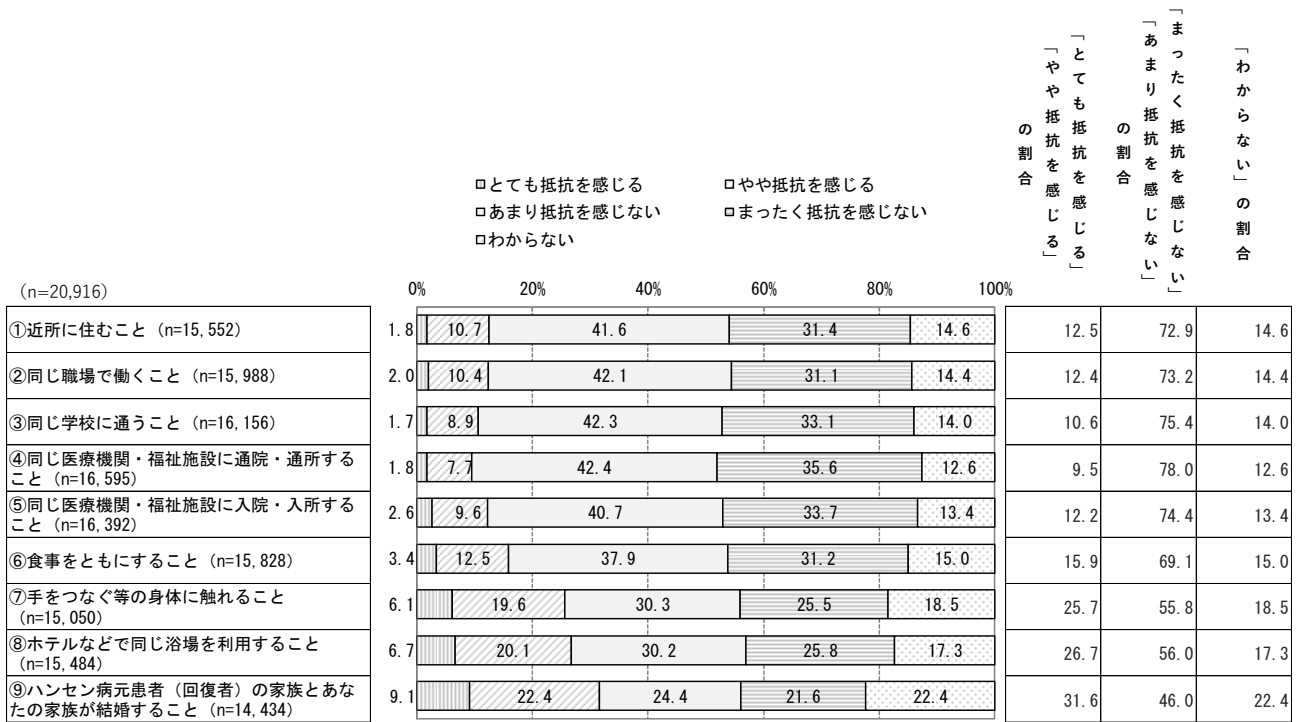 「とても抵抗を感じる」
「やや抵抗を感じる」
の割合
「まったく抵抗を感じない」
「あまり抵抗を感じない」
の割合
「わからない」の割合
とても抵抗を感じる
やや抵抗を感じる
あまり抵抗を感じない
まったく抵抗を感じない
わからない
(n=20,916)
0% 20% 40% 60% 80% 100%
①近所に住むこと (n=15,552) 1.8 10.7 41.6 31.4 14.6 12.5 72.9 14.6
②同じ職場で働くこと (n=15,988) 2.0 10.4 42.1 31.1 14.4 12.4 73.2 14.4
③同じ学校に通うこと (n=16,156) 1.7 8.9 42.3 33.1 14.0 10.6 75.4 14.0
④同じ医療機関・福祉施設に通院・通所する
こと (n=16,595) 1.8 7.7 42.4 35.6 12.6 9.5 78.0 12.6
⑤同じ医療機関・福祉施設に入院・入所する
こと (n=16,392) 2.6 9.6 40.7 33.7 13.4 12.2 74.4 13.4
⑥食事をともにすること (n=15,828) 3.4 12.5 37.9 31.2 15.0 15.9 69.1 15.0
⑦手をつなぐ等の身体に触れること
(n=15,050) 6.1 19.6 30.3 25.5 18.5 25.7 55.8 18.5
⑧ホテルなどで同じ浴場を利用すること
(n=15,484) 6.7 20.1 30.2 25.8 17.3 26.7 56.0 17.3
⑨ハンセン病元患者（回復者）の家族とあな
たの家族が結婚すること (n=14,434) 9.1 22.4 24.4 21.6 22.4 31.6 46.0 22.4